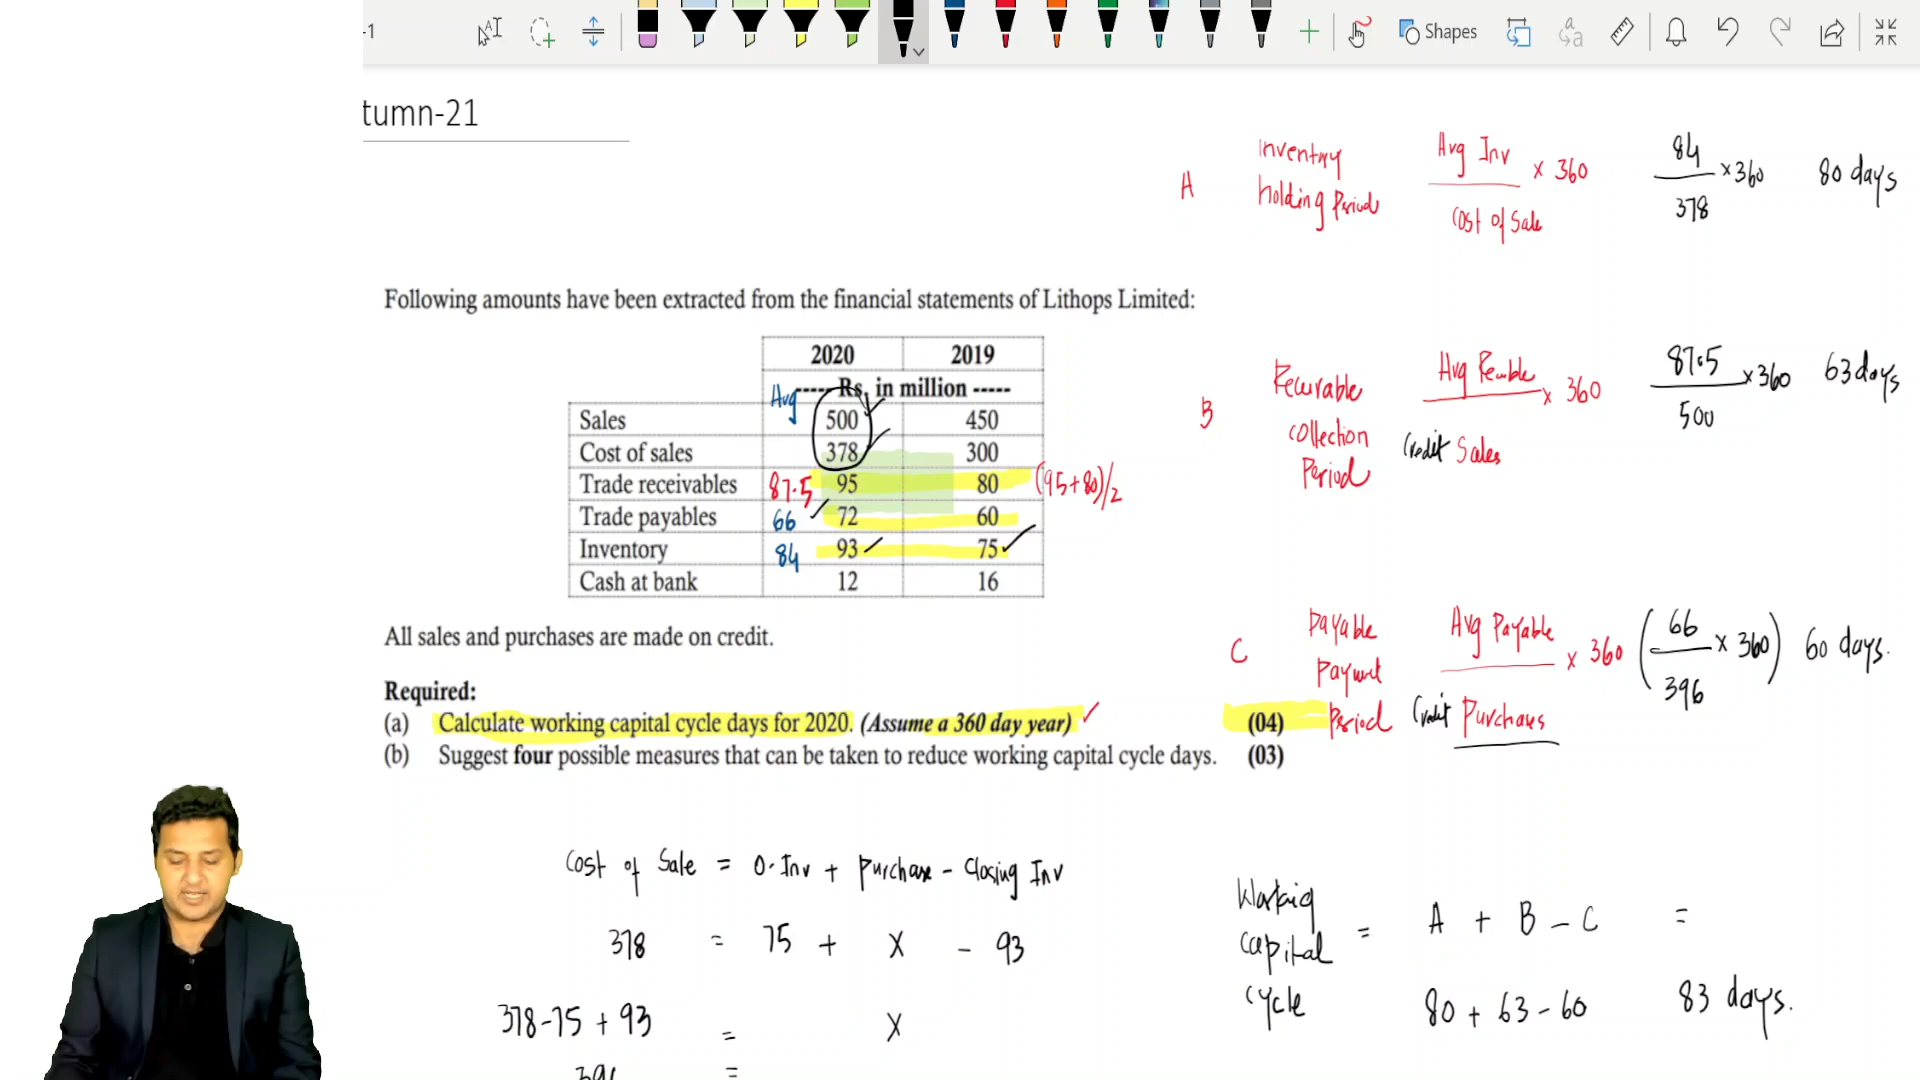 -1
Shapes
tumn-21
Following amounts have been extracted from the financial statements of Lithops Limited:
2020 2019
Avg ----- Rs. in million -----
Sales 500 450
Cost of sales 378 300
Trade receivables 87.5 95 80 (95+80)/2
Trade payables 66 72 60
Inventory 84 93 75
Cash at bank 12 16
All sales and purchases are made on credit.
Required:
(a) Calculate working capital cycle days for 2020. (Assume a 360 day year) (04)
(b) Suggest four possible measures that can be taken to reduce working capital cycle days. (03)
Cost of Sale = O.Inv + Purchase - Closing Inv
378 = 75 + X - 93
378-75 + 93 = X
396 =
A Inventory holding Period
Avg Inv
Cost of Sale
x 360
84
378
x360
80 days
B
collection
Period
Avg
Credit Sales
x 360
87.5
500
x360
63 days
C Payable
Period
Avg Payable
Credit
x 360
(66
396
x 360)
60 days.
Working
Capital
Cycle
= A + B - C =
80 + 63 - 60 83 days.